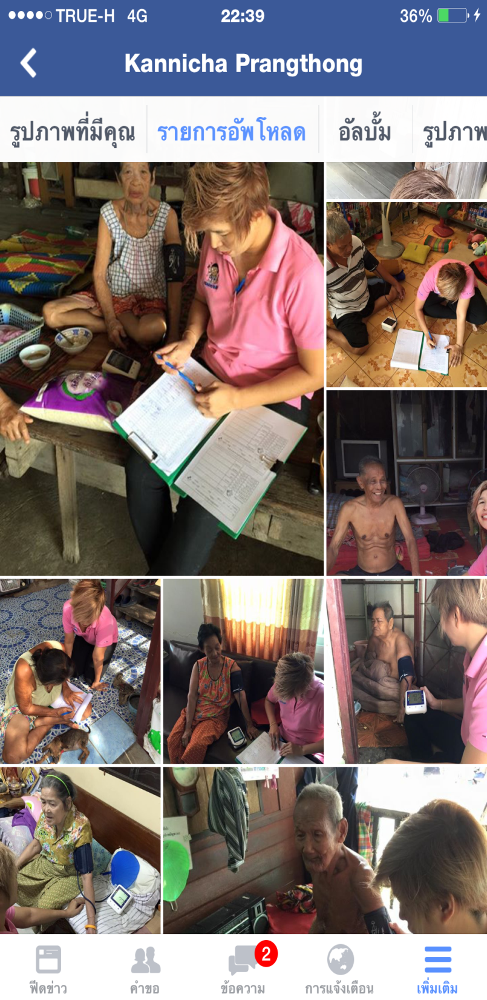 TRUE-H 4G 22:39 36%
Kannicha Prangthong
รูปภาพที่มีคุณ รายการอัพโหลด อัลบั้ม รูปภาพ
2
ฟีดข่าว คำขอ ข้อความ การแจ้งเตือน เพิ่มเติม